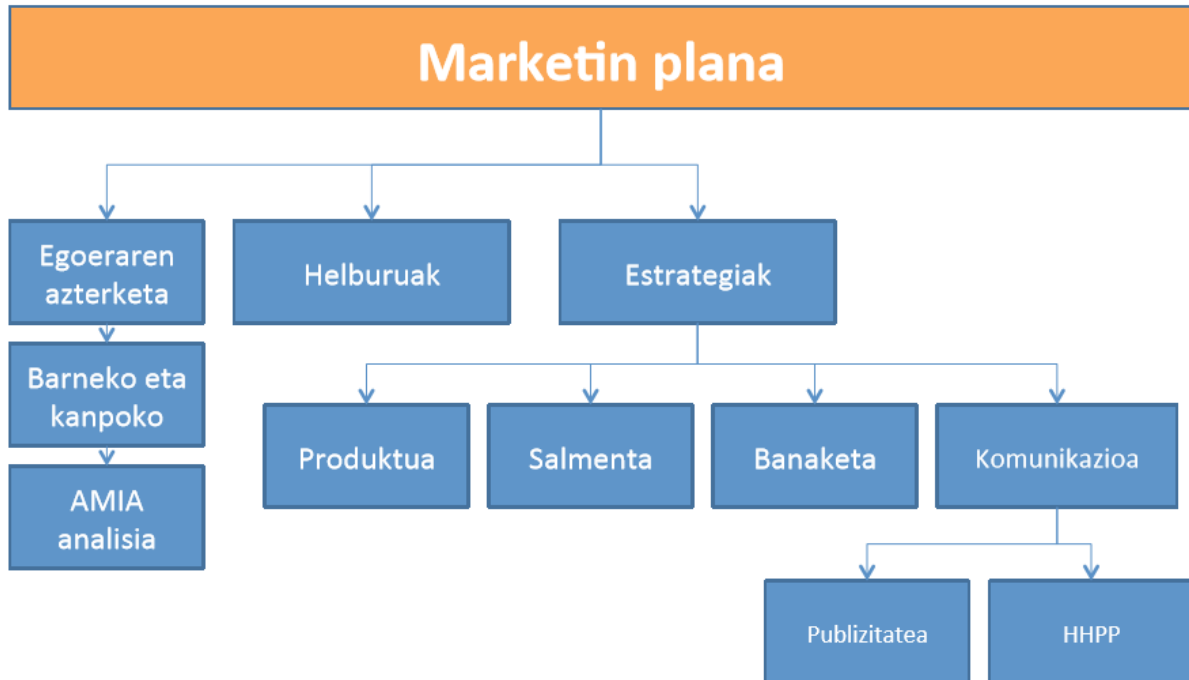 Marketin plana
Egoeraren
azterketa
Helburuak
Estrategiak
Barneko eta
kanpoko
AMIA
analisia
Produktua
Salmenta
Banaketa
Komunikazioa
Publizitatea
HHPP